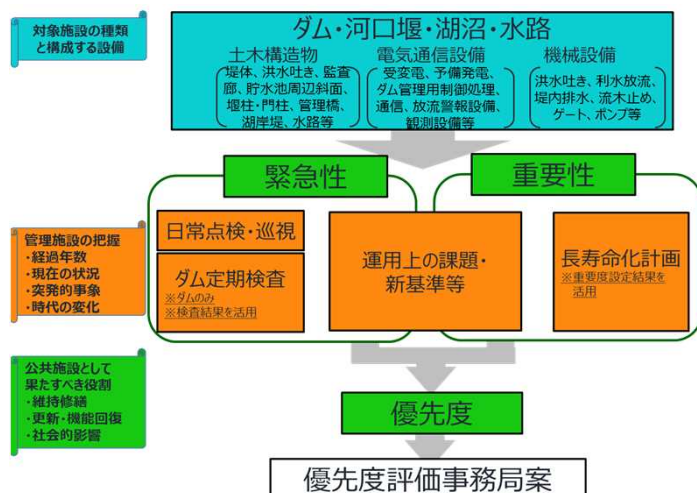 対象施設の種類
と構成する設備
ダム・河口堰・湖沼・水路
土木構造物
堤体、洪水吐き、監査
廊、貯水池周辺斜面、
堰柱・門柱、管理橋、
湖岸堤、水路等
電気通信設備
受変電、予備発電、
ダム管理用制御処理、
通信、放流警報設備、
観測設備等
機械設備
洪水吐き、利水放流、
堤内排水、流木止め、
ゲート、ポンプ等
緊急性
重要性
管理施設の把握
・経過年数
・現在の状況
・突発的事象
・時代の変化
日常点検・巡視
ダム定期検査
※ダムのみ
※検査結果を活用
運用上の課題・
新基準等
長寿命化計画
※重要度設定結果を
活用
公共施設として
果たすべき役割
・維持修繕
・更新・機能回復
・社会的影響
優先度
優先度評価事務局案